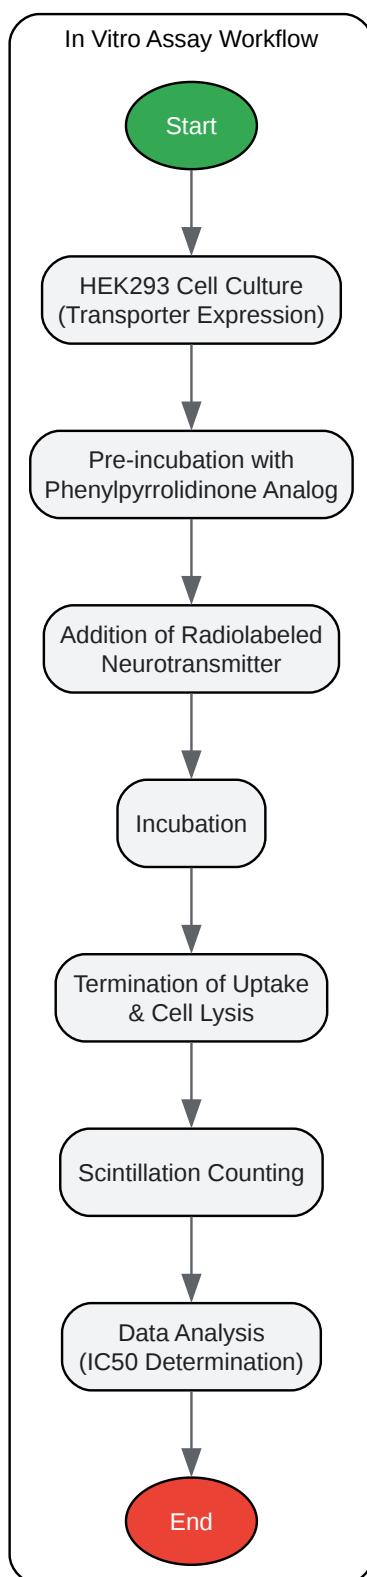 In Vitro Assay Workflow
Start
HEK293 Cell Culture
(Transporter Expression)
Pre-incubation with
Phenylpyrrolidinone Analog
Addition of Radiolabeled
Neurotransmitter
Incubation
Termination of Uptake
& Cell Lysis
Scintillation Counting
Data Analysis
(IC50 Determination)
End